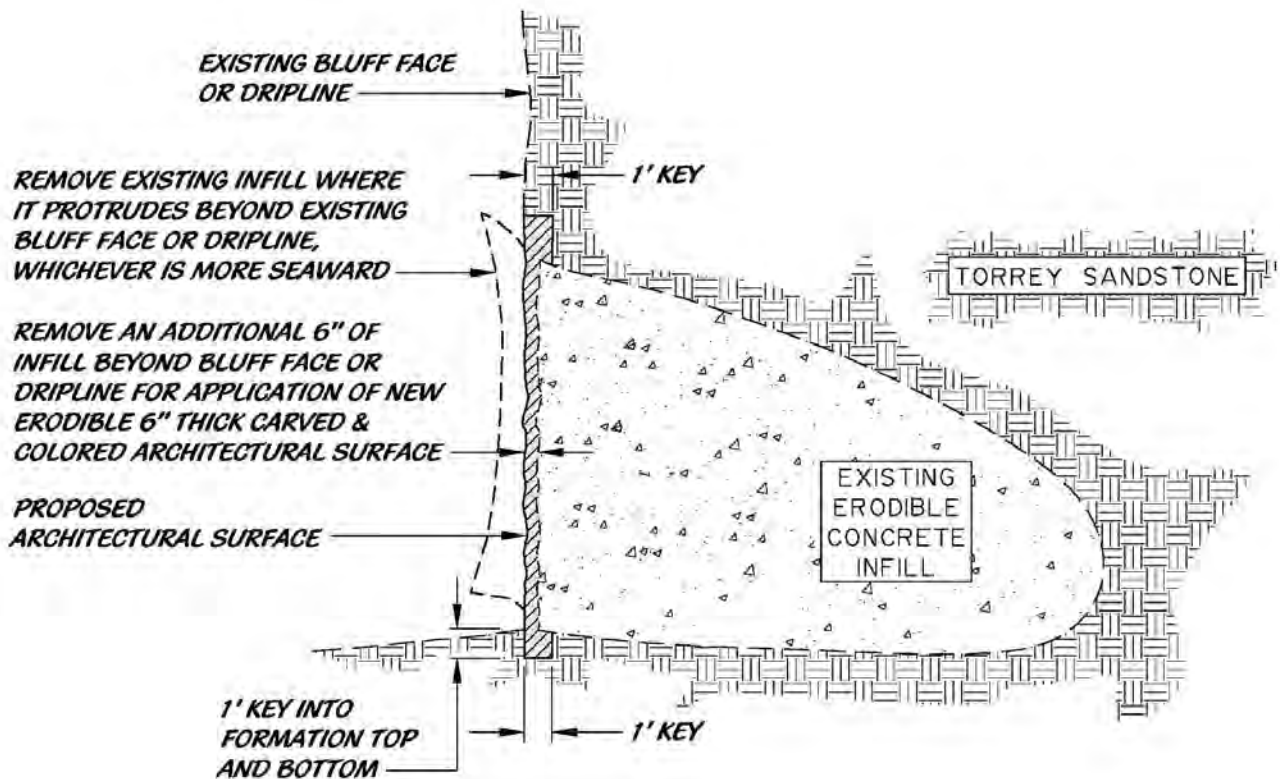 EXISTING BLUFF FACE
OR DRIPLINE
REMOVE EXISTING INFILL WHERE
IT PROTRUDES BEYOND EXISTING
BLUFF FACE OR DRIPLINE,
WHICHEVER IS MORE SEAWARD
1' KEY
TORREY SANDSTONE
REMOVE AN ADDITIONAL 6" OF
INFILL BEYOND BLUFF FACE OR
DRIPLINE FOR APPLICATION OF NEW
ERODIBLE 6" THICK CARVED &
COLORED ARCHITECTURAL SURFACE
PROPOSED
ARCHITECTURAL SURFACE
EXISTING
ERODIBLE
CONCRETE
INFILL
1' KEY INTO
FORMATION TOP
AND BOTTOM
1' KEY